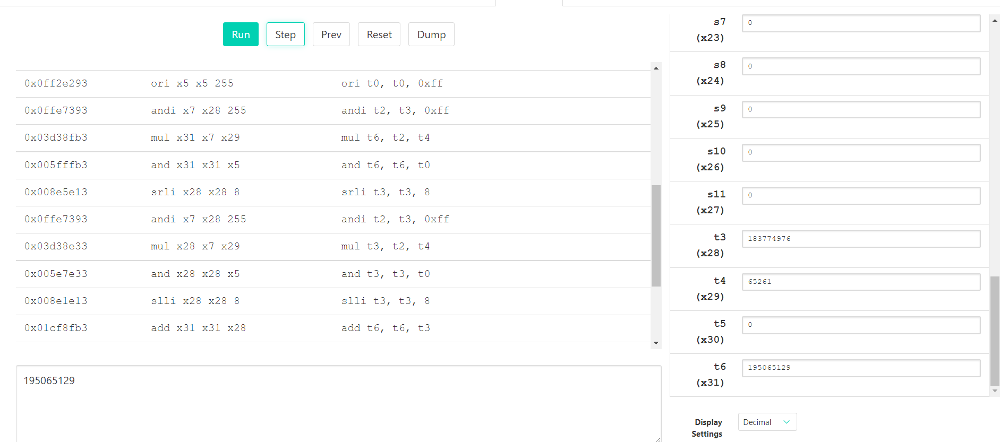 Run Step Prev Reset Dump
0x0ff2e293 ori x5 x5 255 ori t0, t0, 0xff
0x0ffe7393 andi x7 x28 255 andi t2, t3, 0xff
0x03d38fb3 mul x31 x7 x29 mul t6, t2, t4
0x005fffb3 and x31 x31 x5 and t6, t6, t0
0x008e5e13 srli x28 x28 8 srli t3, t3, 8
0x0ffe7393 andi x7 x28 255 andi t2, t3, 0xff
0x03d38e33 mul x28 x7 x29 mul t3, t2, t4
0x005e7e33 and x28 x28 x5 and t3, t3, t0
0x008e1e13 slli x28 x28 8 slli t3, t3, 8
0x01cf8fb3 add x31 x31 x28 add t6, t6, t3
195065129
s7 0
(x23)
s8 0
(x24)
s9 0
(x25)
s10 0
(x26)
s11 0
(x27)
t3 183774976
(x28)
t4 65261
(x29)
t5 0
(x30)
t6 195065129
(x31)
Display Decimal
Settings